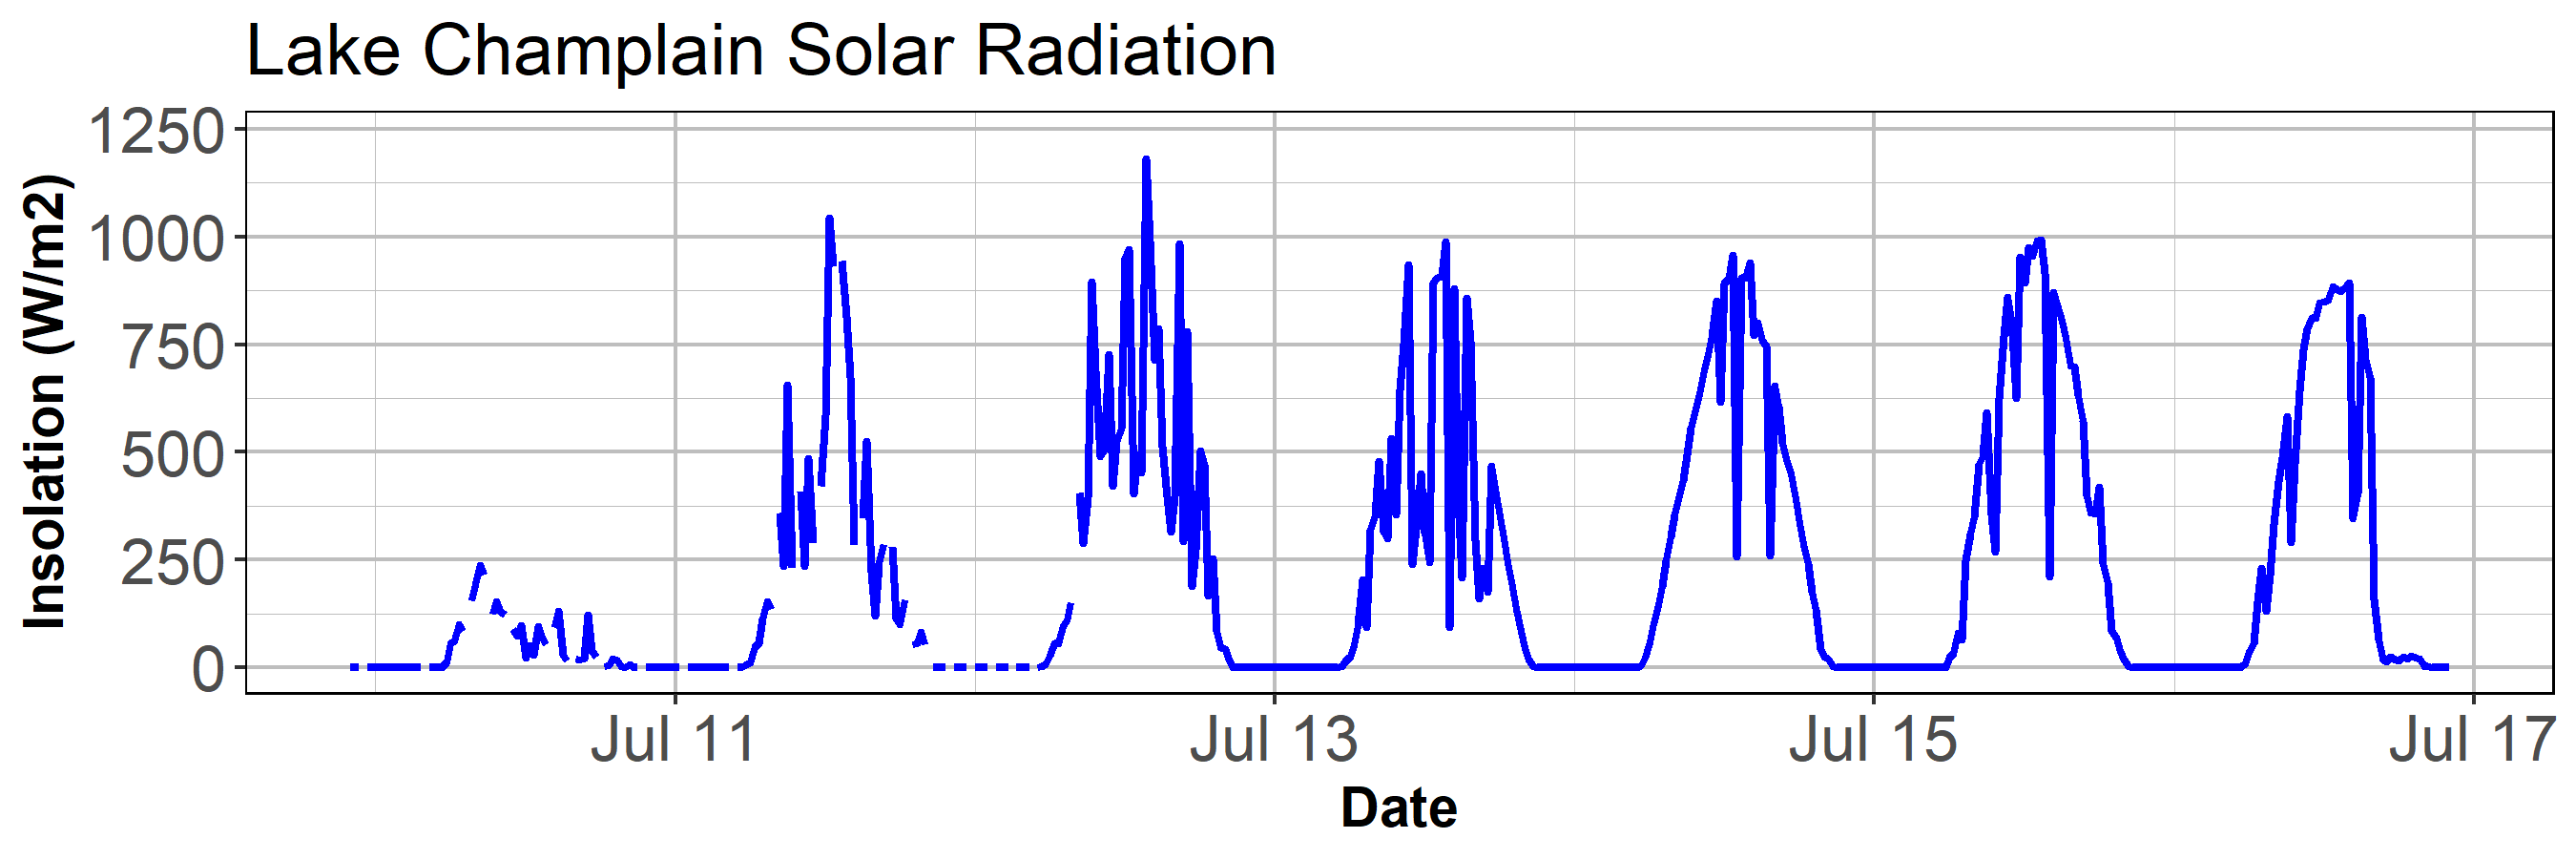 Lake Champlain Solar Radiation
1250
1000
750
500
250
0
Insolation (W/m2)
Jul 11 Jul 13 Jul 15 Jul 17
Date